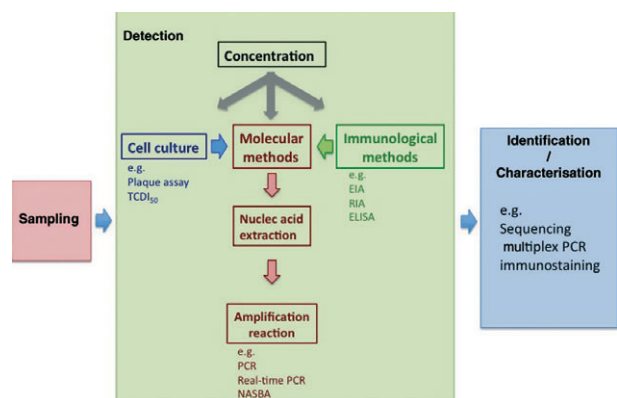 Detection
Concentration
Cell culture
e.g.
Plaque assay
TCDI50
Molecular
methods
Immunological
methods
e.g.
EIA
RIA
ELISA
Sampling
Nuclec acid
extraction
Amplification
reaction
e.g.
PCR
Real-time PCR
NASBA
Identification
/
Characterisation
e.g.
Sequencing
multiplex PCR
immunostaining